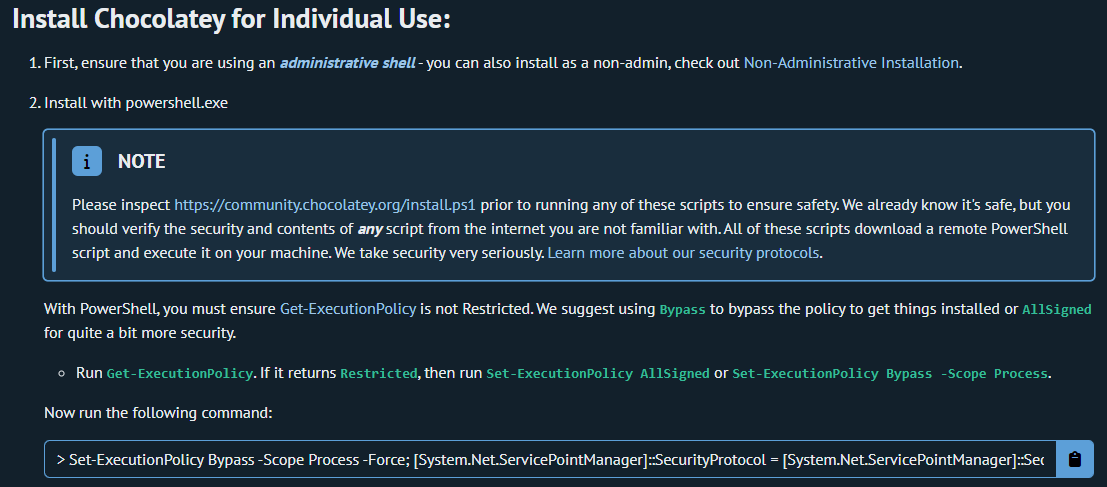 Install Chocolatey for Individual Use:
1. First, ensure that you are using an administrative shell - you can also install as a non-admin, check out Non-Administrative Installation.
2. Install with powershell.exe
i NOTE
Please inspect https://community.chocolatey.org/install.ps1 prior to running any of these scripts to ensure safety. We already know it's safe, but you
should verify the security and contents of any script from the internet you are not familiar with. All of these scripts download a remote PowerShell
script and execute it on your machine. We take security very seriously. Learn more about our security protocols.
With PowerShell, you must ensure Get-ExecutionPolicy is not Restricted. We suggest using Bypass to bypass the policy to get things installed or AllSigned
for quite a bit more security.
◦ Run Get-ExecutionPolicy. If it returns Restricted, then run Set-ExecutionPolicy AllSigned or Set-ExecutionPolicy Bypass -Scope Process.
Now run the following command:
> Set-ExecutionPolicy Bypass -Scope Process -Force; [System.Net.ServicePointManager]::SecurityProtocol = [System.Net.ServicePointManager]::Sec